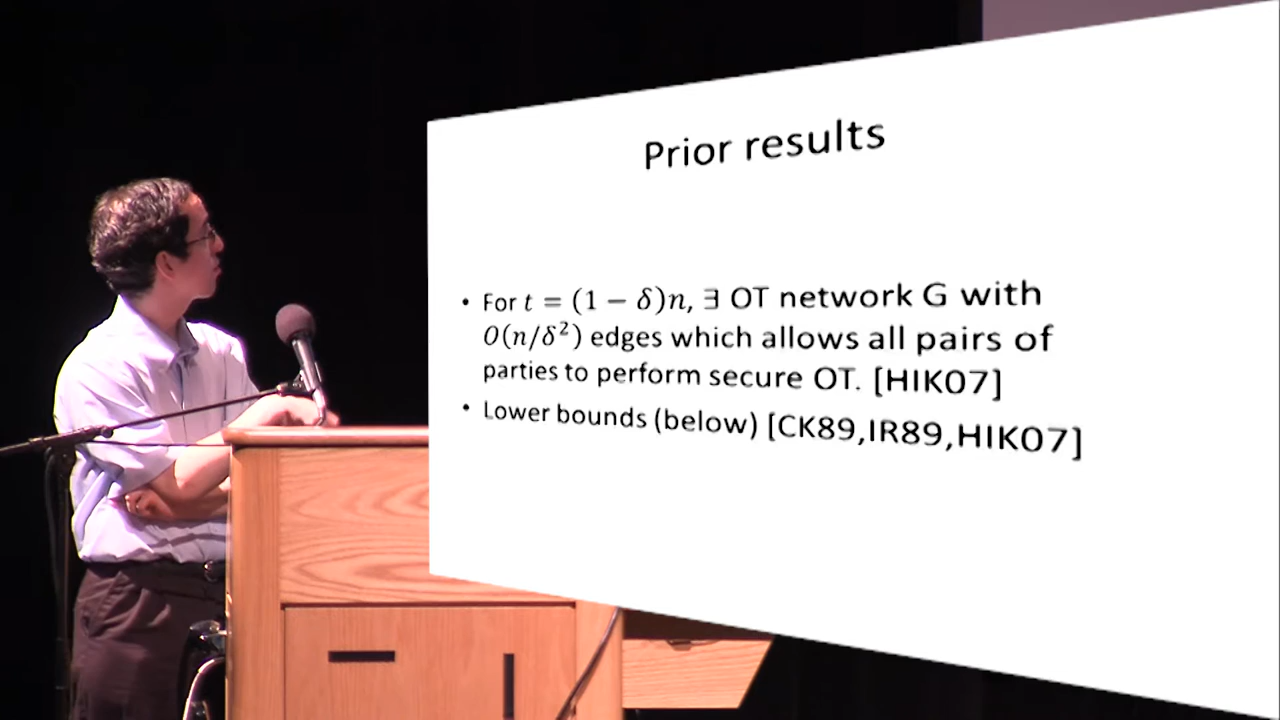 Prior results
• For t = (1 − δ)n, ∃ OT network G with
O(n/δ²) edges which allows all pairs of
parties to perform secure OT. [HIK07]
• Lower bounds (below) [CK89,IR89,HIK07]